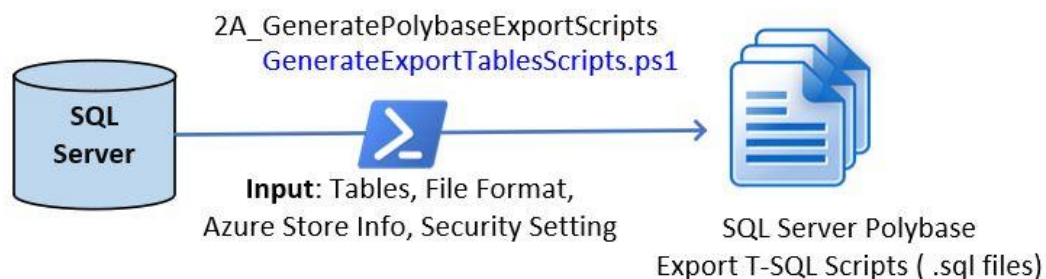 2A_GeneratePolybaseExportScripts
GenerateExportTablesScripts.ps1
SQL
Server
Input: Tables, File Format,
Azure Store Info, Security Setting
SQL Server Polybase
Export T-SQL Scripts ( .sql files)